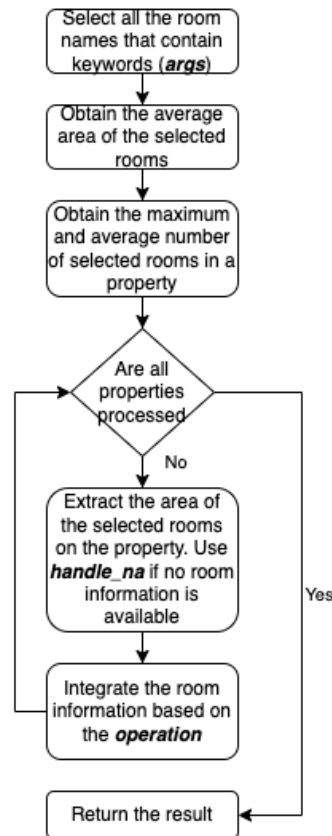 Select all the room
names that contain
keywords (args)
Obtain the average
area of the selected
rooms
Obtain the maximum
and average number
of selected rooms in a
property
Are all
properties
processed
No
Extract the area of
the selected rooms
on the property. Use
handle_na if no room
information is
available
Yes
Integrate the room
information based on
the operation
Return the result